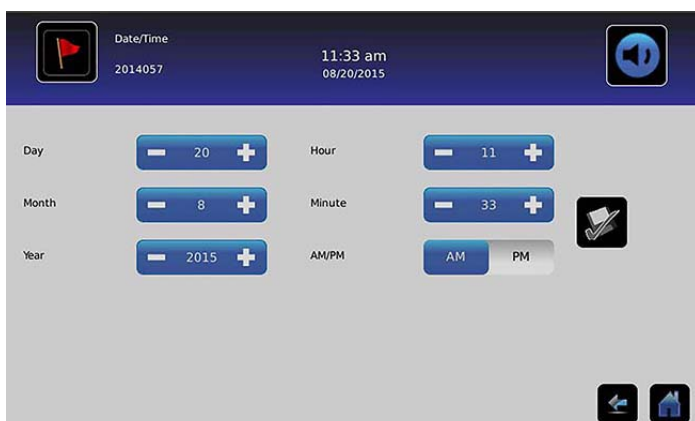 Date/Time
2014057
11:33 am
08/20/2015
Day 20 Hour 11
Month 8 Minute 33
Year 2015 AM/PM AM PM